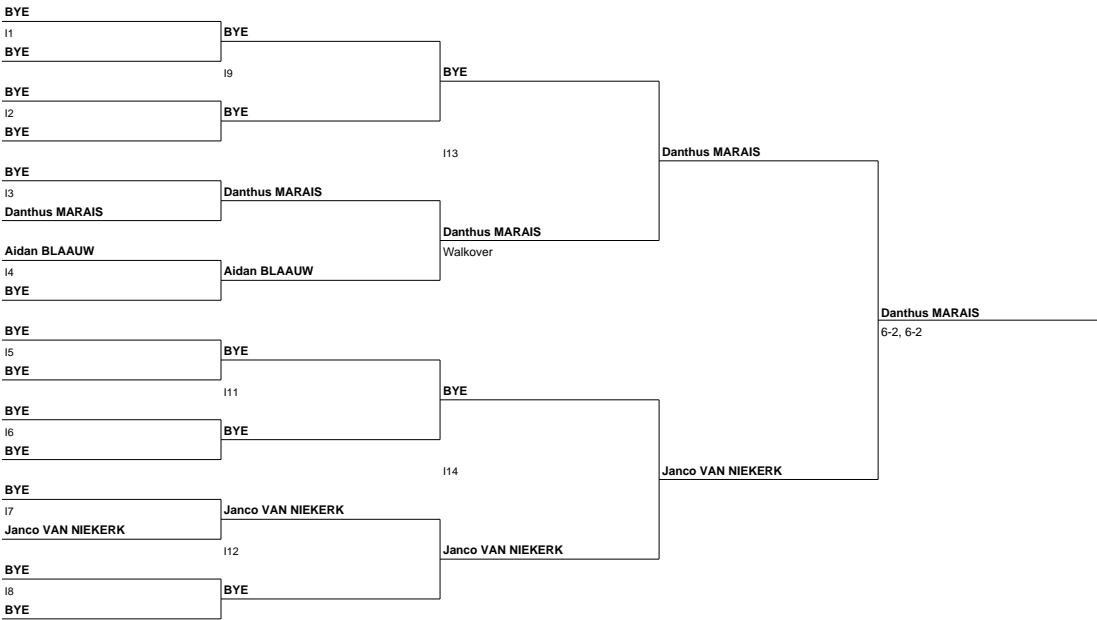 BYE
I1
BYE
BYE
I9
BYE
I2
BYE
BYE
BYE
I13
BYE
I3
Danthus MARAIS
Danthus MARAIS
Aidan BLAAUW
I4
BYE
Aidan BLAAUW
Danthus MARAIS
Walkover
Danthus MARAIS
BYE
I5
BYE
BYE
I11
BYE
I6
BYE
BYE
BYE
I14
BYE
I7
Janco VAN NIEKERK
Janco VAN NIEKERK
I12
BYE
I8
BYE
BYE
Janco VAN NIEKERK
Janco VAN NIEKERK
Danthus MARAIS
6-2, 6-2